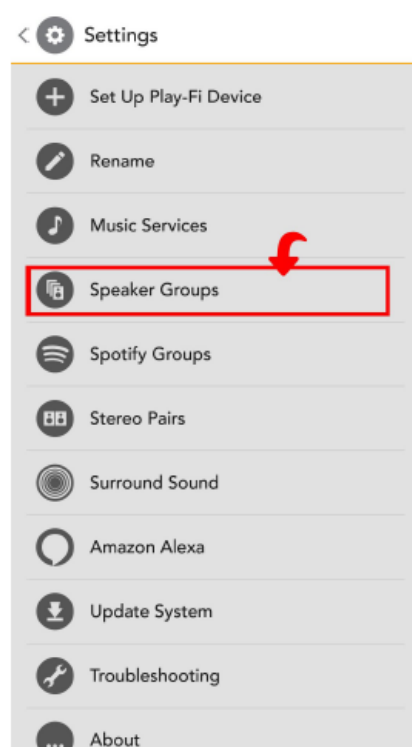 Settings
Set Up Play-Fi Device
Rename
Music Services
Speaker Groups
Spotify Groups
Stereo Pairs
Surround Sound
Amazon Alexa
Update System
Troubleshooting
About